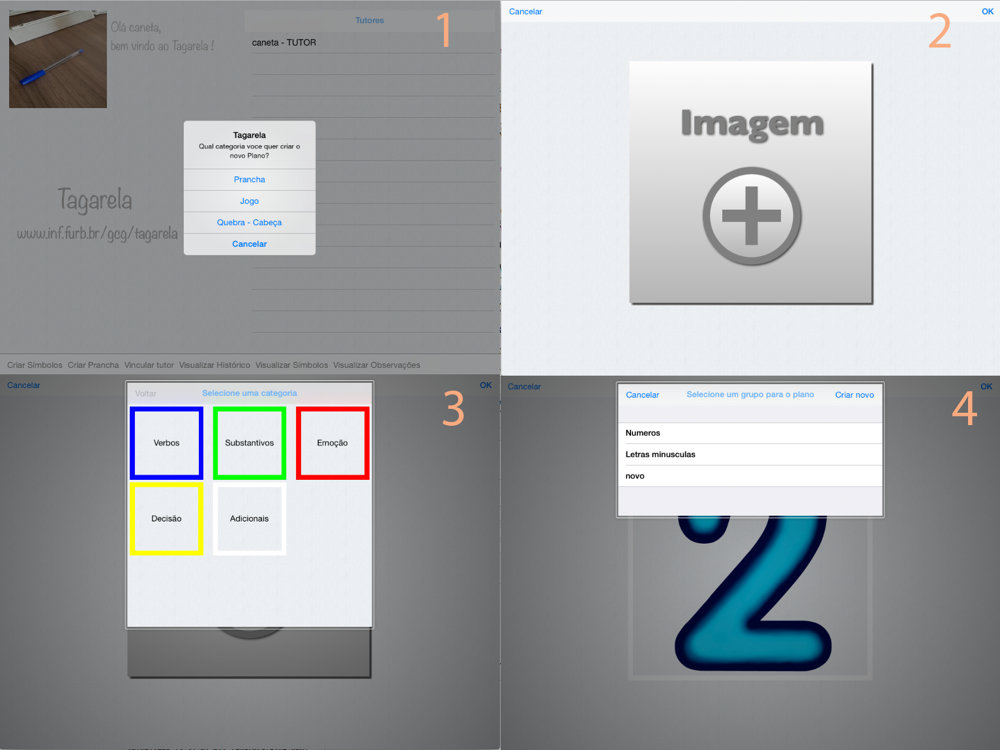 Olá caneta,
bem vindo ao Tagarela !
Tutores
1
caneta - TUTOR
Tagarela
Qual categoria voce quer criar o
novo Plano?
Prancha
Jogo
Quebra - Cabeça
Cancelar
Tagarela
www.inf.furb.br/gcg/tagarela
Criar Símbolos Criar Prancha Vincular tutor Visualizar Histórico Visualizar Símbolos Visualizar Observações
Cancelar
OK
2
Imagem
Cancelar
OK
3
Voltar
Selecione uma categoria
Verbos
Substantivos
Emoção
Decisão
Adicionais
Cancelar
OK
4
Cancelar
Selecione um grupo para o plano
Criar novo
Numeros
Letras minusculas
novo
2